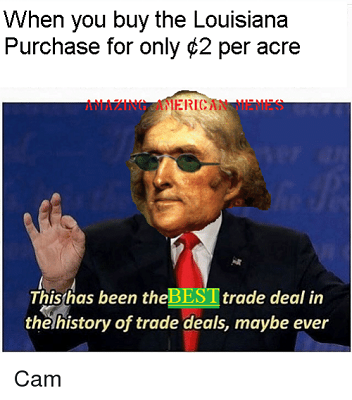 When you buy the Louisiana
Purchase for only ¢2 per acre
AMAZING AMERICAN MEMES
This has been the BEST trade deal in
the history of trade deals, maybe ever
Cam